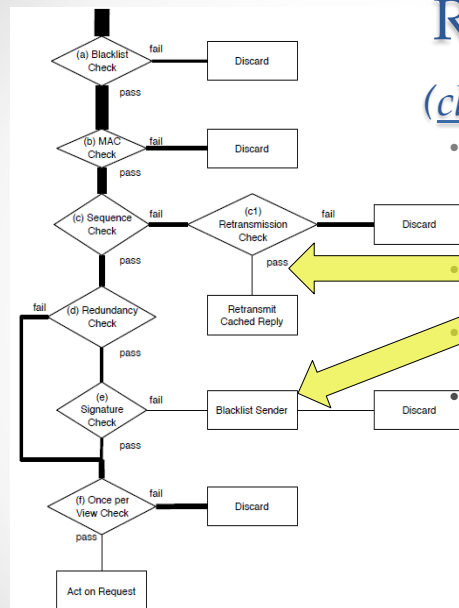 R
(cl
(a) Blacklist
Check
fail
Discard
pass
(b) MAC
Check
fail
Discard
pass
(c) Sequence
Check
fail
(c1)
Retransmission
Check
fail
Discard
pass
pass
Retransmit
Cached Reply
fail
(d) Redundancy
Check
pass
(e)
Signature
Check
fail
Blacklist Sender
Discard
pass
(f) Once per
View Check
fail
Discard
pass
Act on Request